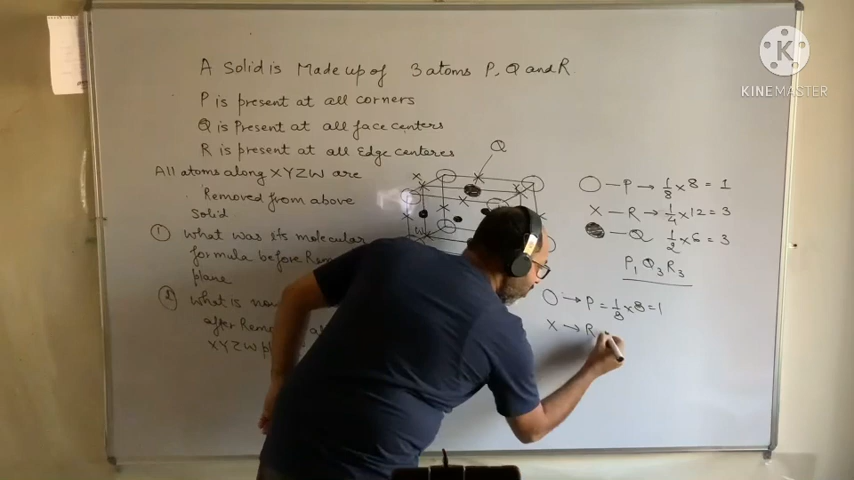 A Solid is Made up of 3 atoms P, Q and R
P is present at all corners
Q is Present at all face centers
R is present at all Edge centeres
All atoms along XYZW are
Removed from above
Solid
① what was its molecular
formula before Rem
plane
② what is
after Remo
XYZW
Q
W
O — P → 1/8 × 8 = 1
X — R → 1/4 × 12 = 3
● — Q 1/2 × 6 = 3
P₁ Q₃ R₃
O → P = 1/8 × 8 = 1
X → R
K
KINEMASTER